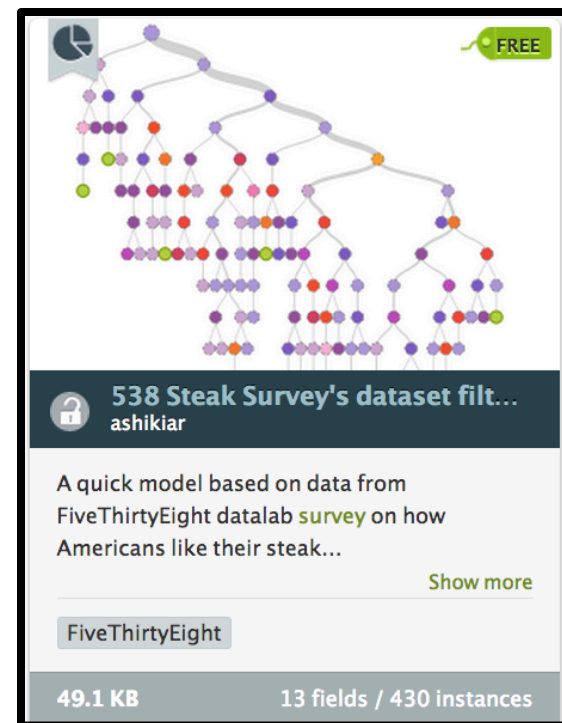 FREE
538 Steak Survey's dataset filt...
ashikiar
A quick model based on data from
FiveThirtyEight datalab survey on how
Americans like their steak...
Show more
FiveThirtyEight
49.1 KB 13 fields / 430 instances